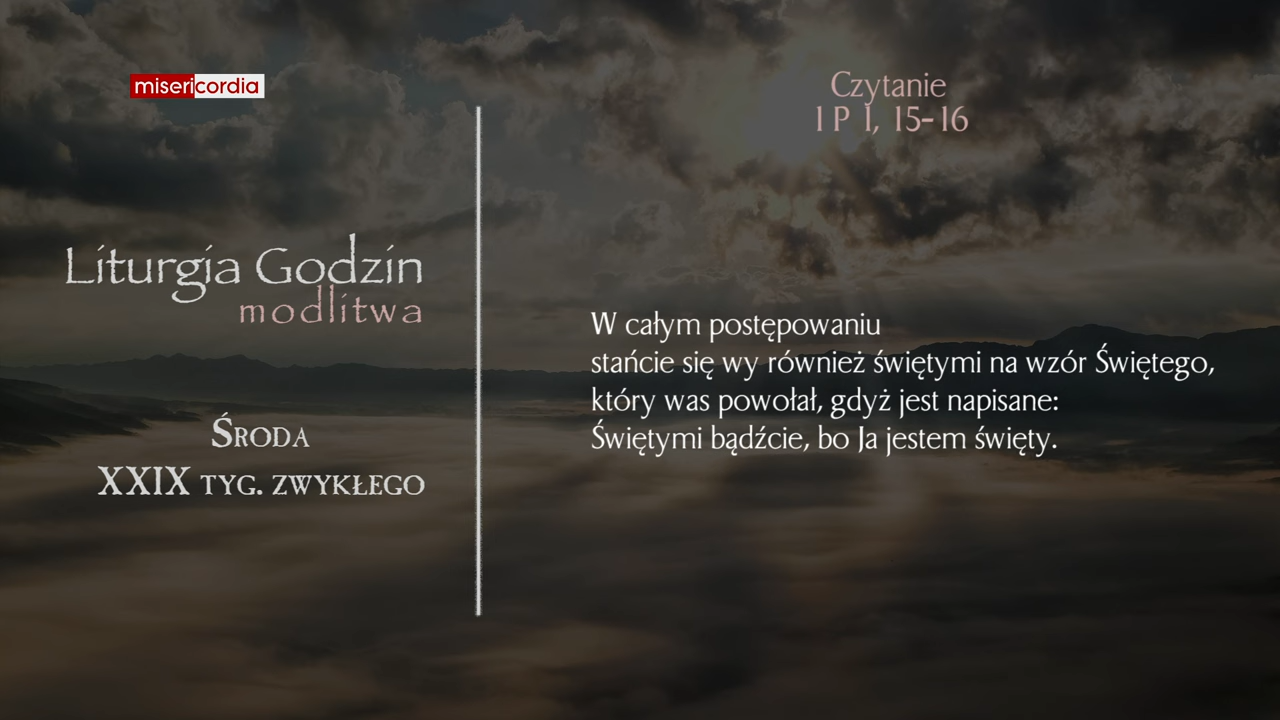 misericordia
Liturgia Godzin
modlitwa
Środa
XXIX tyg. zwykłego
Czytanie
1 P 1, 15-16
W całym postępowaniu
stańcie się wy również świętymi na wzór Świętego,
który was powołał, gdyż jest napisane:
Świętymi bądźcie, bo Ja jestem święty.